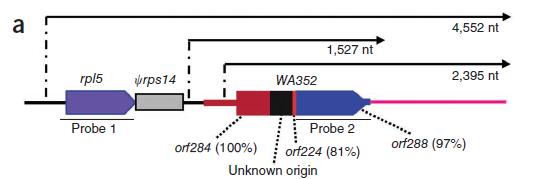 a
4,552 nt
1,527 nt
2,395 nt
rpl5
ψrps14
WA352
Probe 1
Probe 2
orf284 (100%)
orf224 (81%)
orf288 (97%)
Unknown origin